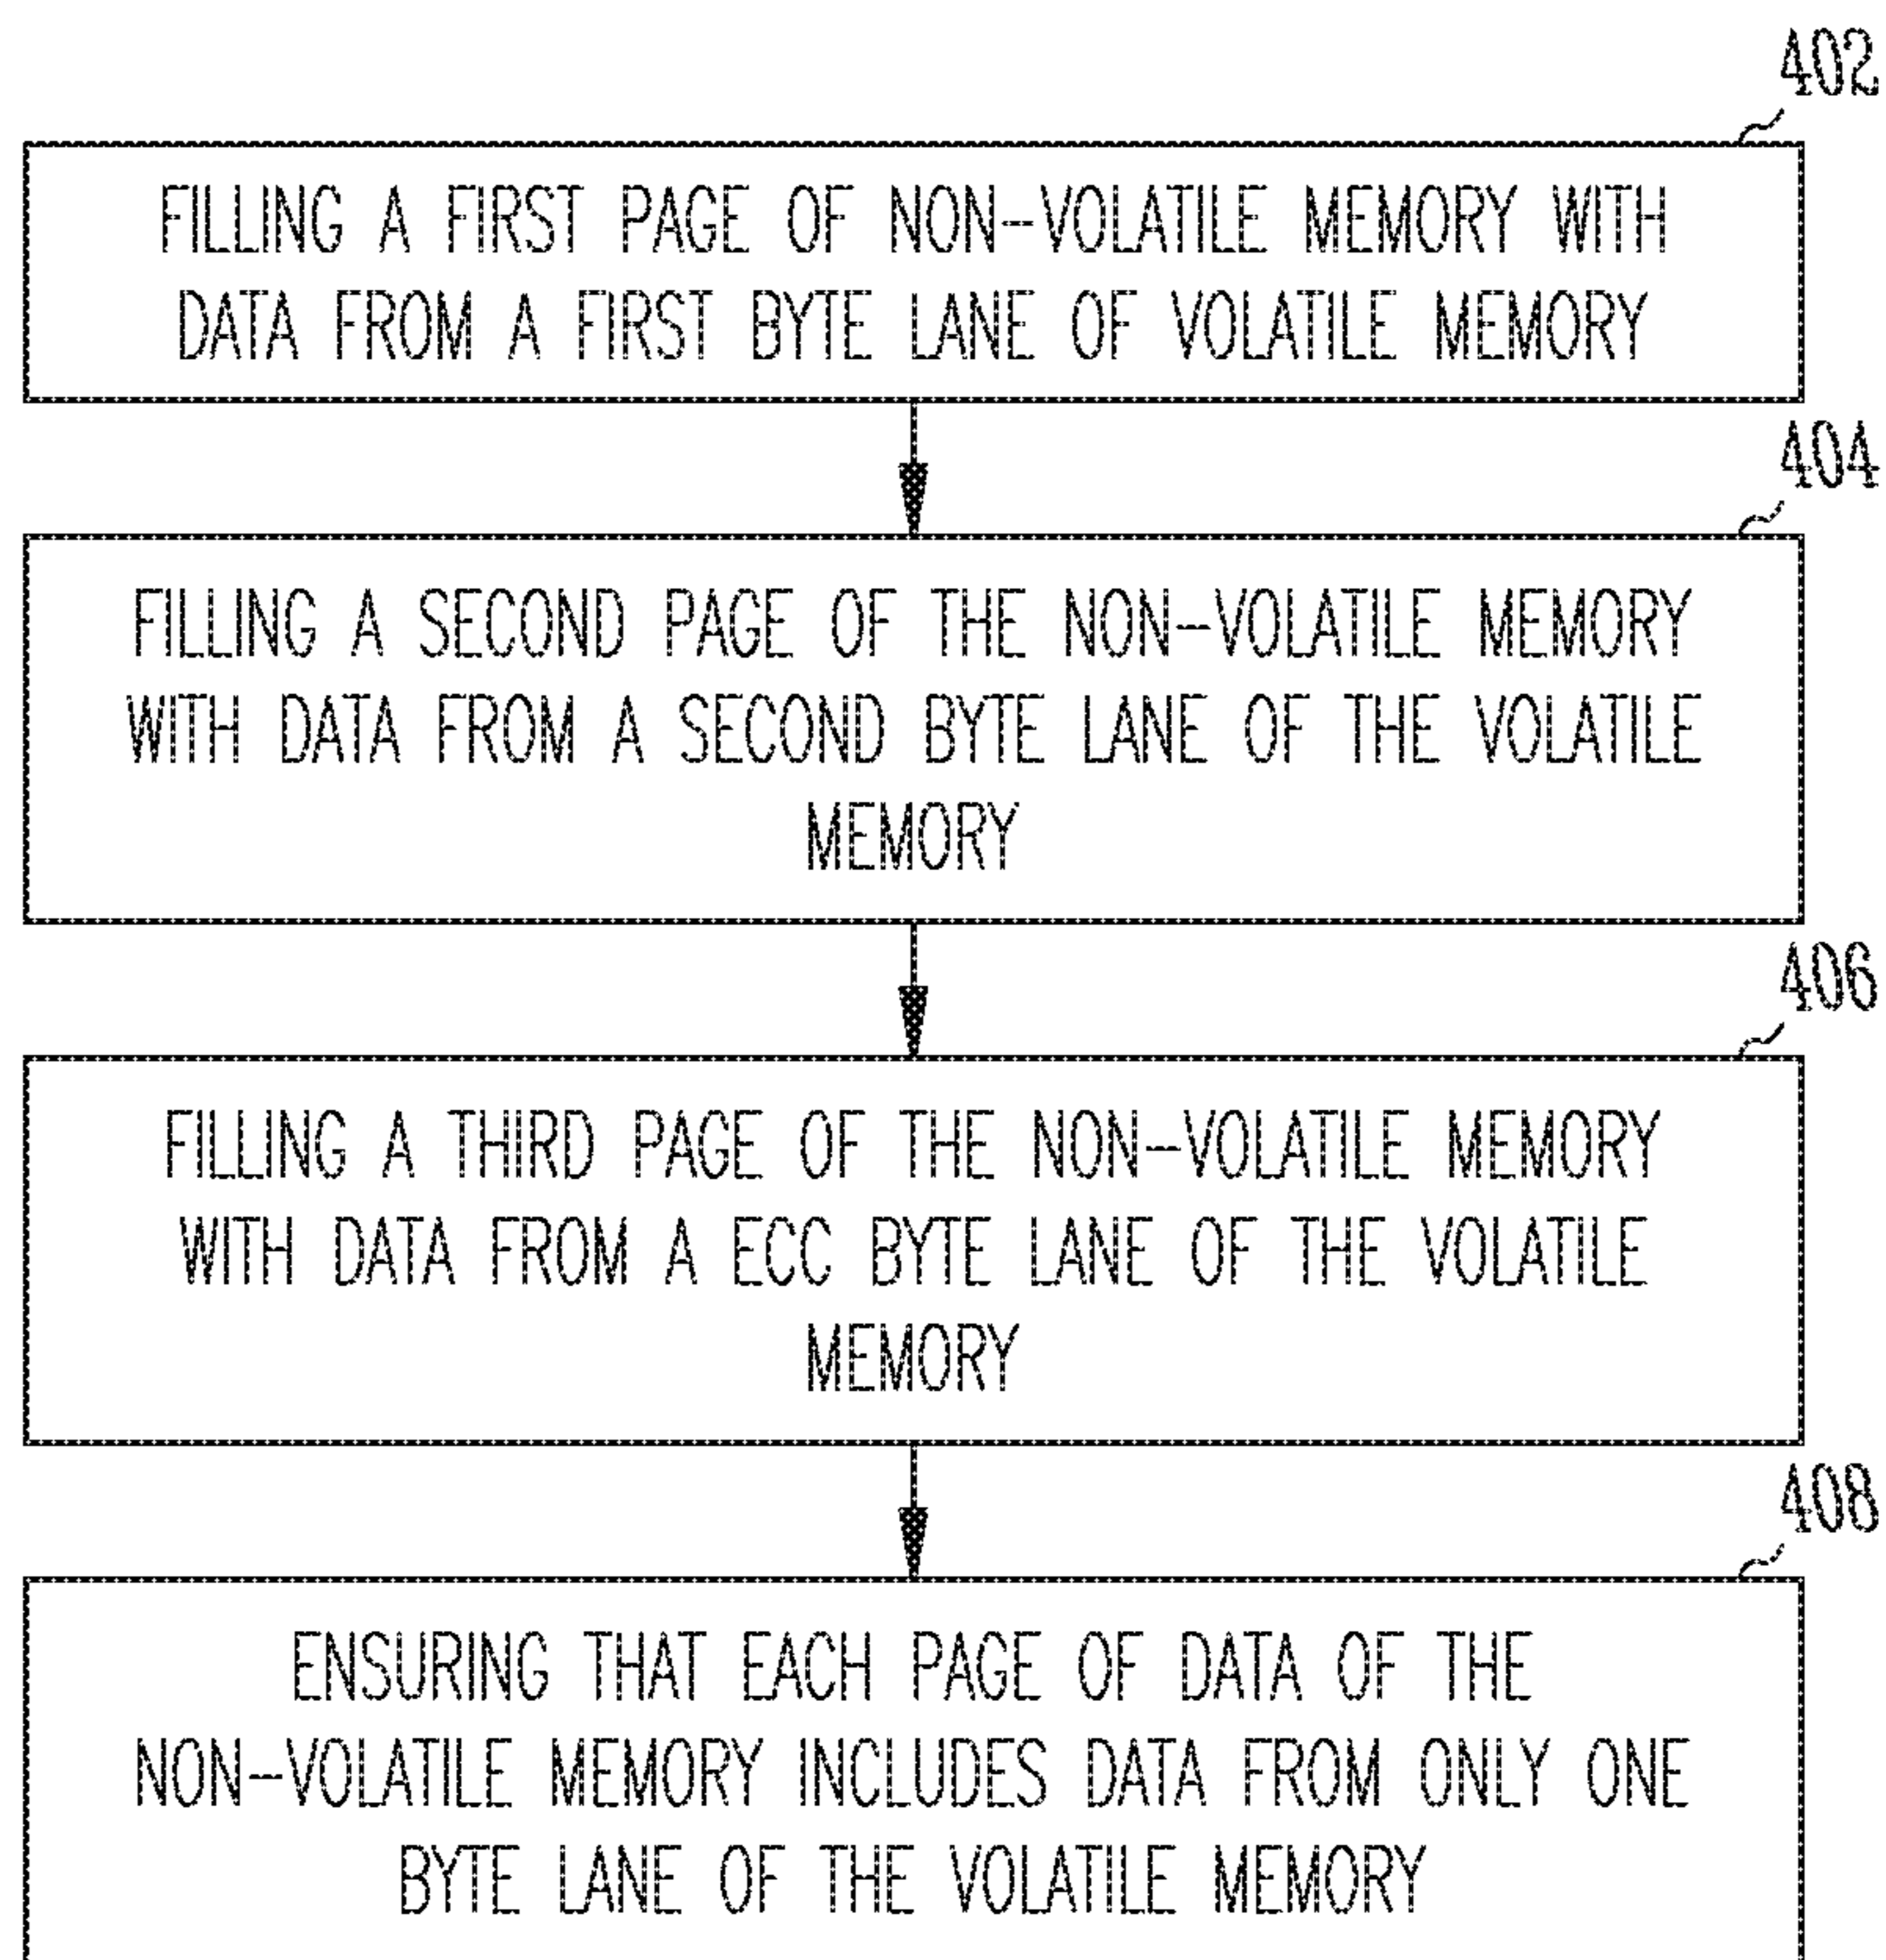 402
FILLING A FIRST PAGE OF NON-VOLATILE MEMORY WITH
DATA FROM A FIRST BYTE LANE OF VOLATILE MEMORY
404
FILLING A SECOND PAGE OF THE NON-VOLATILE MEMORY
WITH DATA FROM A SECOND BYTE LANE OF THE VOLATILE
MEMORY
406
FILLING A THIRD PAGE OF THE NON-VOLATILE MEMORY
WITH DATA FROM A ECC BYTE LANE OF THE VOLATILE
MEMORY
408
ENSURING THAT EACH PAGE OF DATA OF THE
NON-VOLATILE MEMORY INCLUDES DATA FROM ONLY ONE
BYTE LANE OF THE VOLATILE MEMORY